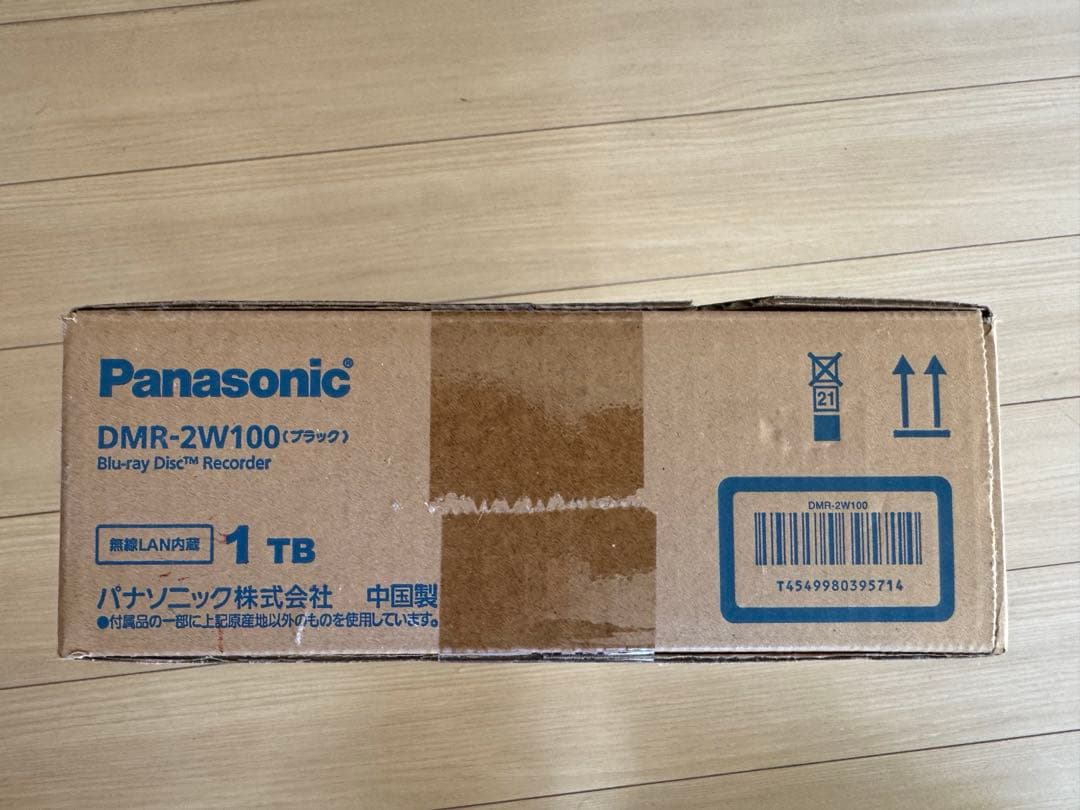 Panasonic®
DMR-2W100(ブラック)
Blu-ray Disc™ Recorder
無線LAN内蔵 1 TB
パナソニック株式会社 中国製
●付属品の一部に上記原産地以外のものを使用しています。
21
DMR-2W100
T4549980395714